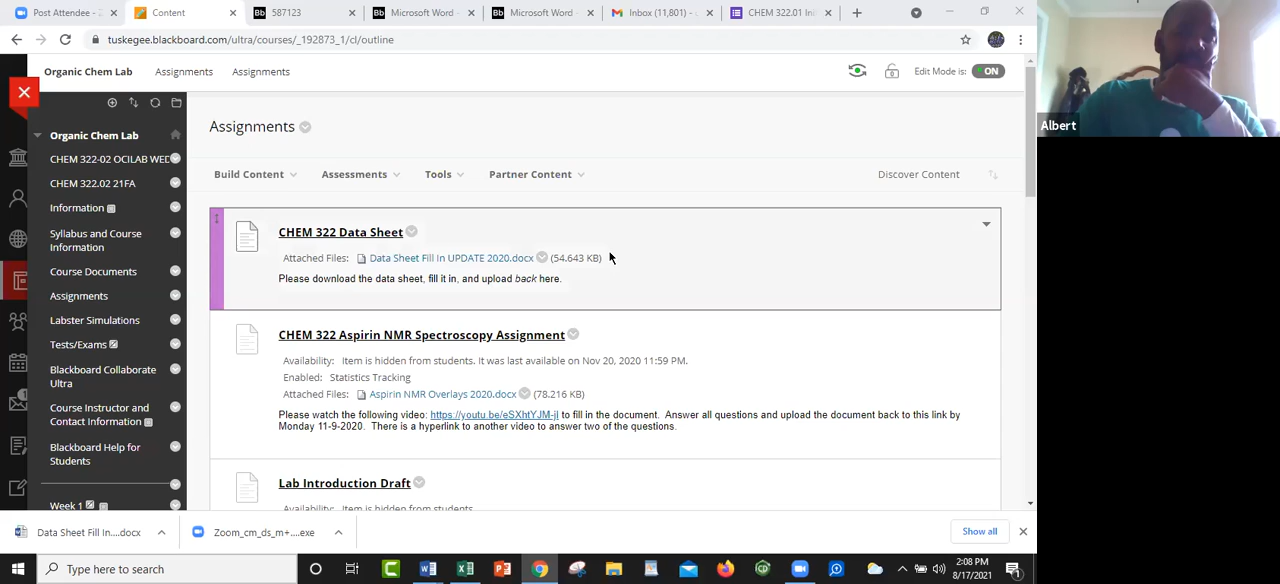 Post Attendee - Z
Content
587123
Microsoft Word -
Microsoft Word -
Inbox (11,801) -
CHEM 322.01 Ini
tuskegee.blackboard.com/ultra/courses/_192873_1/cl/outline
Organic Chem Lab
Assignments
Assignments
Edit Mode is:
ON
Albert
Organic Chem Lab
CHEM 322-02 OCILAB WED
CHEM 322.02 21FA
Information
Syllabus and Course
Information
Course Documents
Assignments
Labster Simulations
Tests/Exams
Blackboard Collaborate
Ultra
Course Instructor and
Contact Information
Blackboard Help for
Students
Week 1
Assignments
Build Content
Assessments
Tools
Partner Content
Discover Content
CHEM 322 Data Sheet
Attached Files: Data Sheet Fill In UPDATE 2020.docx (54.643 KB)
Please download the data sheet, fill it in, and upload back here.
CHEM 322 Aspirin NMR Spectroscopy Assignment
Availability: Item is hidden from students. It was last available on Nov 20, 2020 11:59 PM.
Enabled: Statistics Tracking
Attached Files: Aspirin NMR Overlays 2020.docx (78.216 KB)
Please watch the following video: https://youtu.be/eSXhtYJM-jI to fill in the document. Answer all questions and upload the document back to this link by
Monday 11-9-2020. There is a hyperlink to another video to answer two of the questions.
Lab Introduction Draft
Availability: Item is hidden from students.
Data Sheet Fill In....docx
Zoom_cm_ds_m+....exe
Show all
Type here to search
2:08 PM
8/17/2021